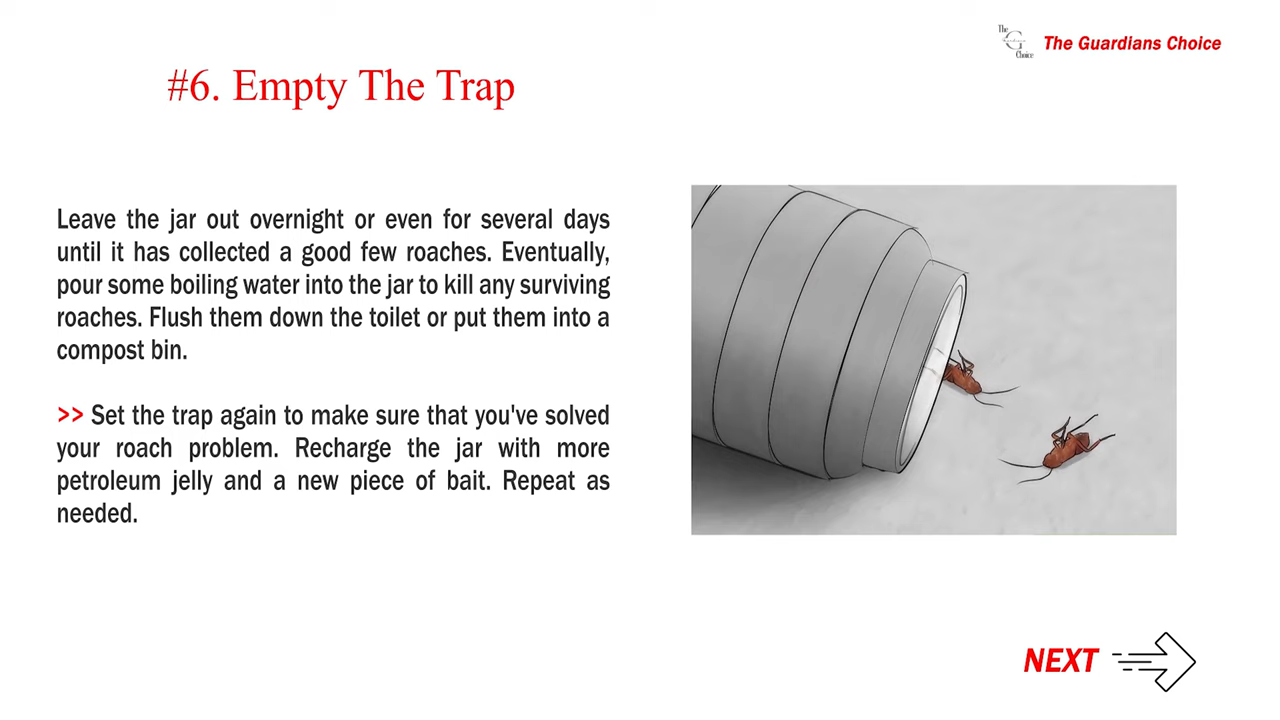 The
G
Choice
The Guardians Choice
#6. Empty The Trap
Leave the jar out overnight or even for several days
until it has collected a good few roaches. Eventually,
pour some boiling water into the jar to kill any surviving
roaches. Flush them down the toilet or put them into a
compost bin.
>> Set the trap again to make sure that you've solved
your roach problem. Recharge the jar with more
petroleum jelly and a new piece of bait. Repeat as
needed.
NEXT